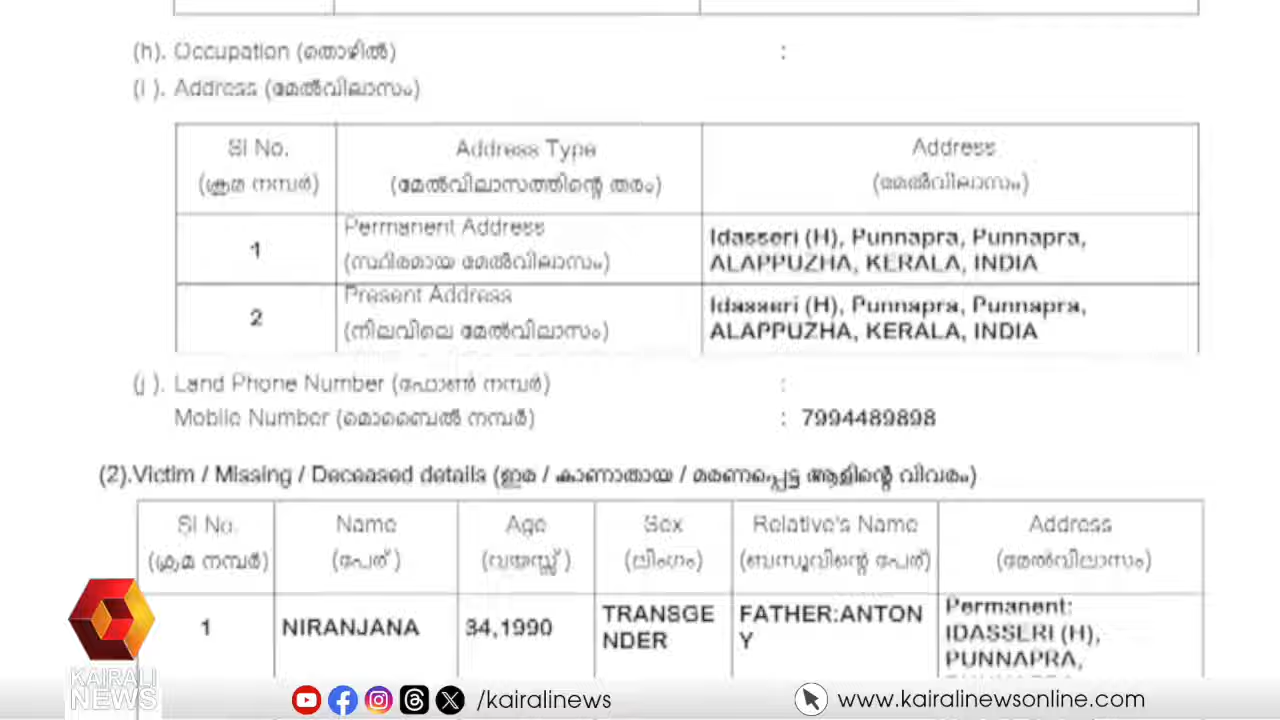 (h). Occupation (തൊഴിൽ) :
(i ). Address (മേൽവിലാസം)
Sl No. Address Type Address
(ക്രമ നമ്പർ) (മേൽവിലാസത്തിന്റെ തരം) (മേൽവിലാസം)
1 Permanent Address (സ്ഥിരമായ മേൽവിലാസം) Idasseri (H), Punnapra, Punnapra,
ALAPPUZHA, KERALA, INDIA
2 Present Address (നിലവിലെ മേൽവിലാസം) Idasseri (H), Punnapra, Punnapra,
ALAPPUZHA, KERALA, INDIA
(j ). Land Phone Number (ഫോൺ നമ്പർ) :
Mobile Number (മൊബൈൽ നമ്പർ) : 7994489898
(2).Victim / Missing / Deceased details (ഇര / കാണാതായ / മരണപ്പെട്ട ആളിന്റെ വിവരം)
Sl No. Name Age Sex Relative's Name Address
(ക്രമ നമ്പർ) (പേര് ) (വയസ്സ് ) (ലിംഗം) (ബന്ധുവിന്റെ പേര്) (മേൽവിലാസം)
1 NIRANJANA 34,1990 TRANSGE
NDER FATHER:ANTON
Y Permanent:
IDASSERI (H),
PUNNAPRA,
KAIRALI
NEWS
/kairalinews
www.kairalinewsonline.com